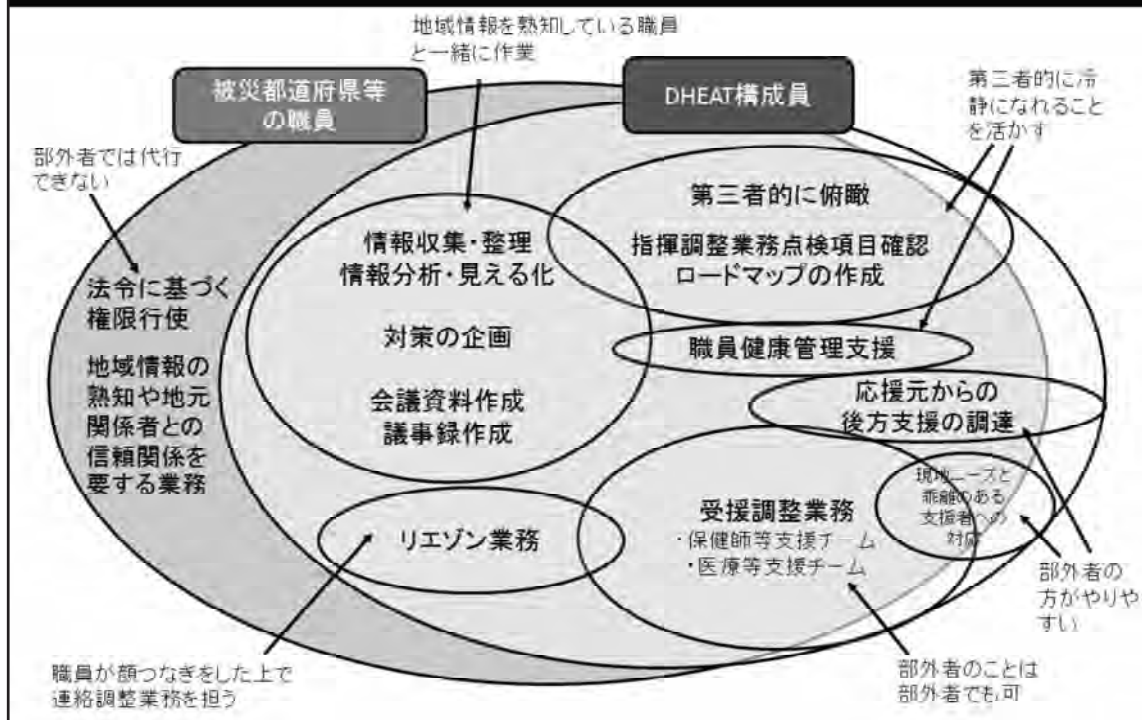 地域情報を熟知している職員
と一緒に作業
被災都道府県等
の職員
DHEAT構成員
第三者的に冷
静になれること
を活かす
部外者では代行
できない
第三者的に俯瞰
指揮調整業務点検項目確認
ロードマップの作成
情報収集・整理
情報分析・見える化
対策の企画
会議資料作成
議事録作成
法令に基づく
権限行使
地域情報の
熟知や地元
関係者との
信頼関係を
要する業務
職員健康管理支援
応援元からの
後方支援の調達
現地ニーズと
乖離のある
支援者への
対応
受援調整業務
・保健師等支援チーム
・医療等支援チーム
リエゾン業務
部外者の
方がやりや
すい
職員が顔つなぎをした上で
連絡調整業務を担う
部外者のことは
部外者でも可